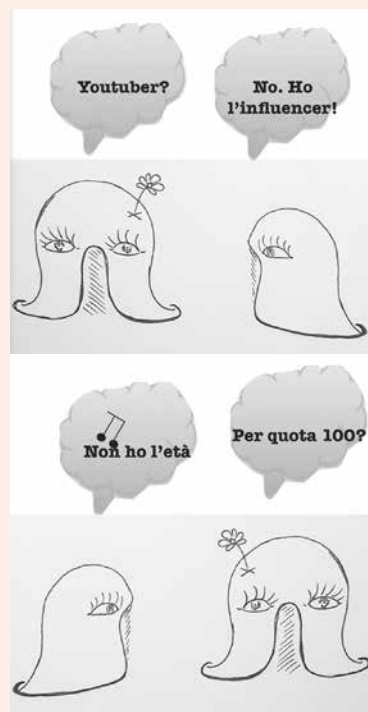 Youtuber?
No. Ho
l'influencer!
Non ho l'età
Per quota 100?